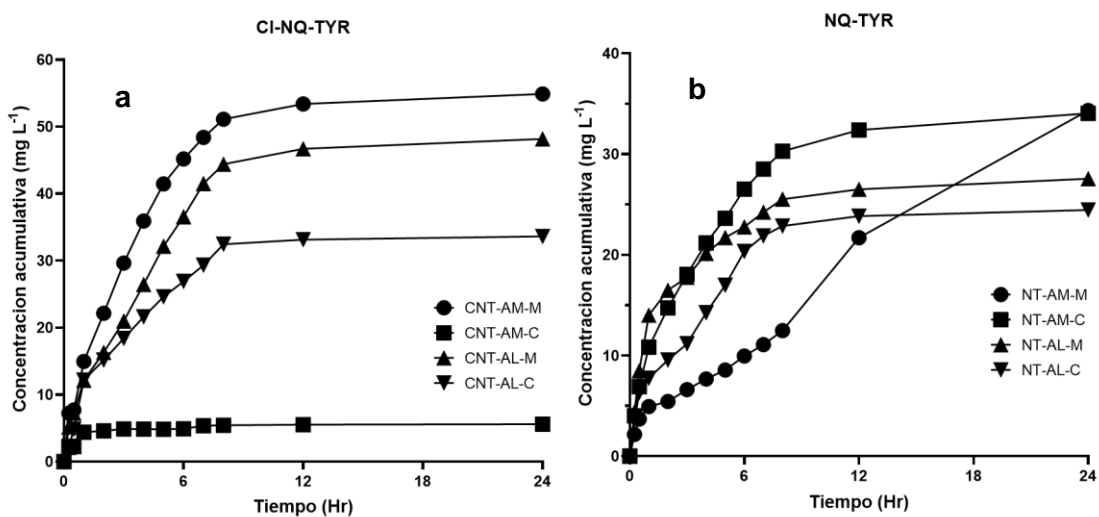 Cl-NQ-TYR
a
Concentracion acumulativa (mg L⁻¹)
60
50
40
30
20
10
0
0 6 12 18 24
Tiempo (Hr)
CNT-AM-M
CNT-AM-C
CNT-AL-M
CNT-AL-C
NQ-TYR
b
Concentracion acumulativa (mg L⁻¹)
40
30
20
10
0
0 6 12 18 24
Tiempo (Hr)
NT-AM-M
NT-AM-C
NT-AL-M
NT-AL-C